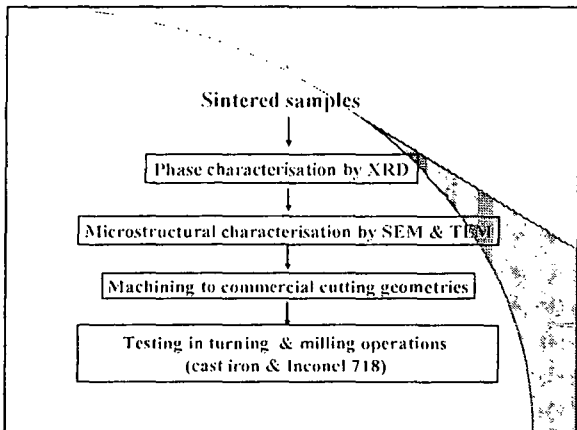 Sintered samples
Phase characterisation by XRD
Microstructural characterisation by SEM & TEM
Machining to commercial cutting geometries
Testing in turning & milling operations
(cast iron & Inconel 718)